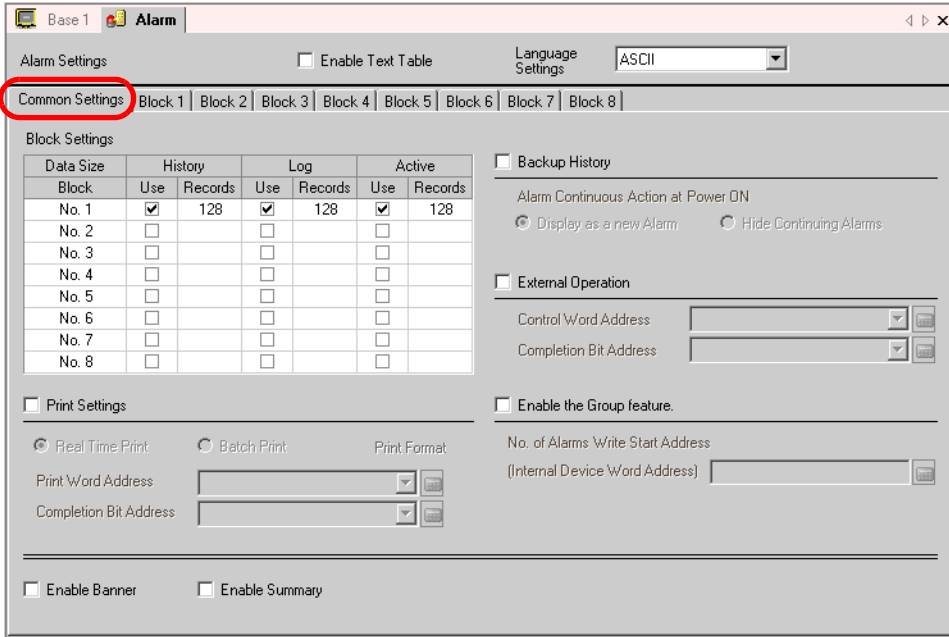 Base 1 Alarm
Alarm Settings Enable Text Table Language Settings ASCII
Common Settings Block 1 Block 2 Block 3 Block 4 Block 5 Block 6 Block 7 Block 8
Block Settings
Data Size History Log Active
Block Use Records Use Records Use Records
No. 1 128 128 128
No. 2
No. 3
No. 4
No. 5
No. 6
No. 7
No. 8
Backup History
Alarm Continuous Action at Power ON
Display as a new Alarm Hide Continuing Alarms
External Operation
Control Word Address
Completion Bit Address
Print Settings
Real Time Print Batch Print Print Format
Print Word Address
Completion Bit Address
Enable the Group feature.
No. of Alarms Write Start Address
(Internal Device Word Address)
Enable Banner Enable Summary